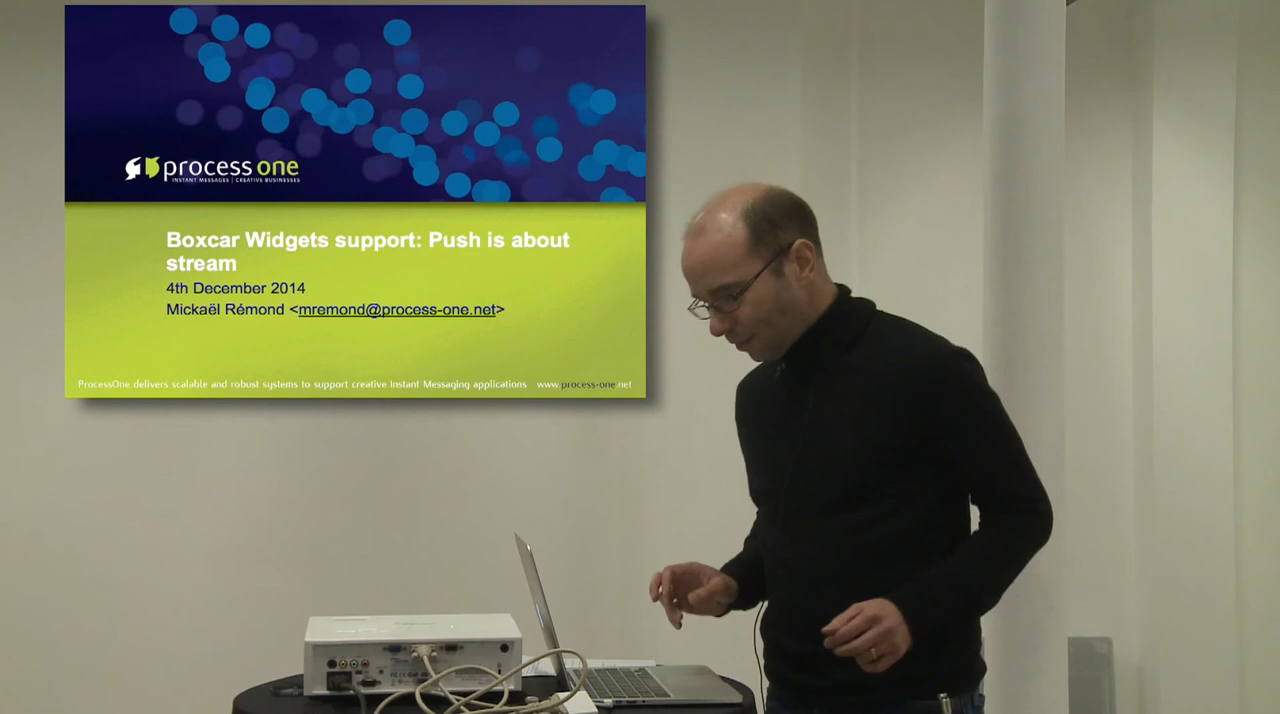 process one
INSTANT MESSAGES | CREATIVE BUSINESSES
Boxcar Widgets support: Push is about
stream
4th December 2014
Mickaël Rémond <mremond@process-one.net>
ProcessOne delivers scalable and robust systems to support creative Instant Messaging applications www.process-one.net